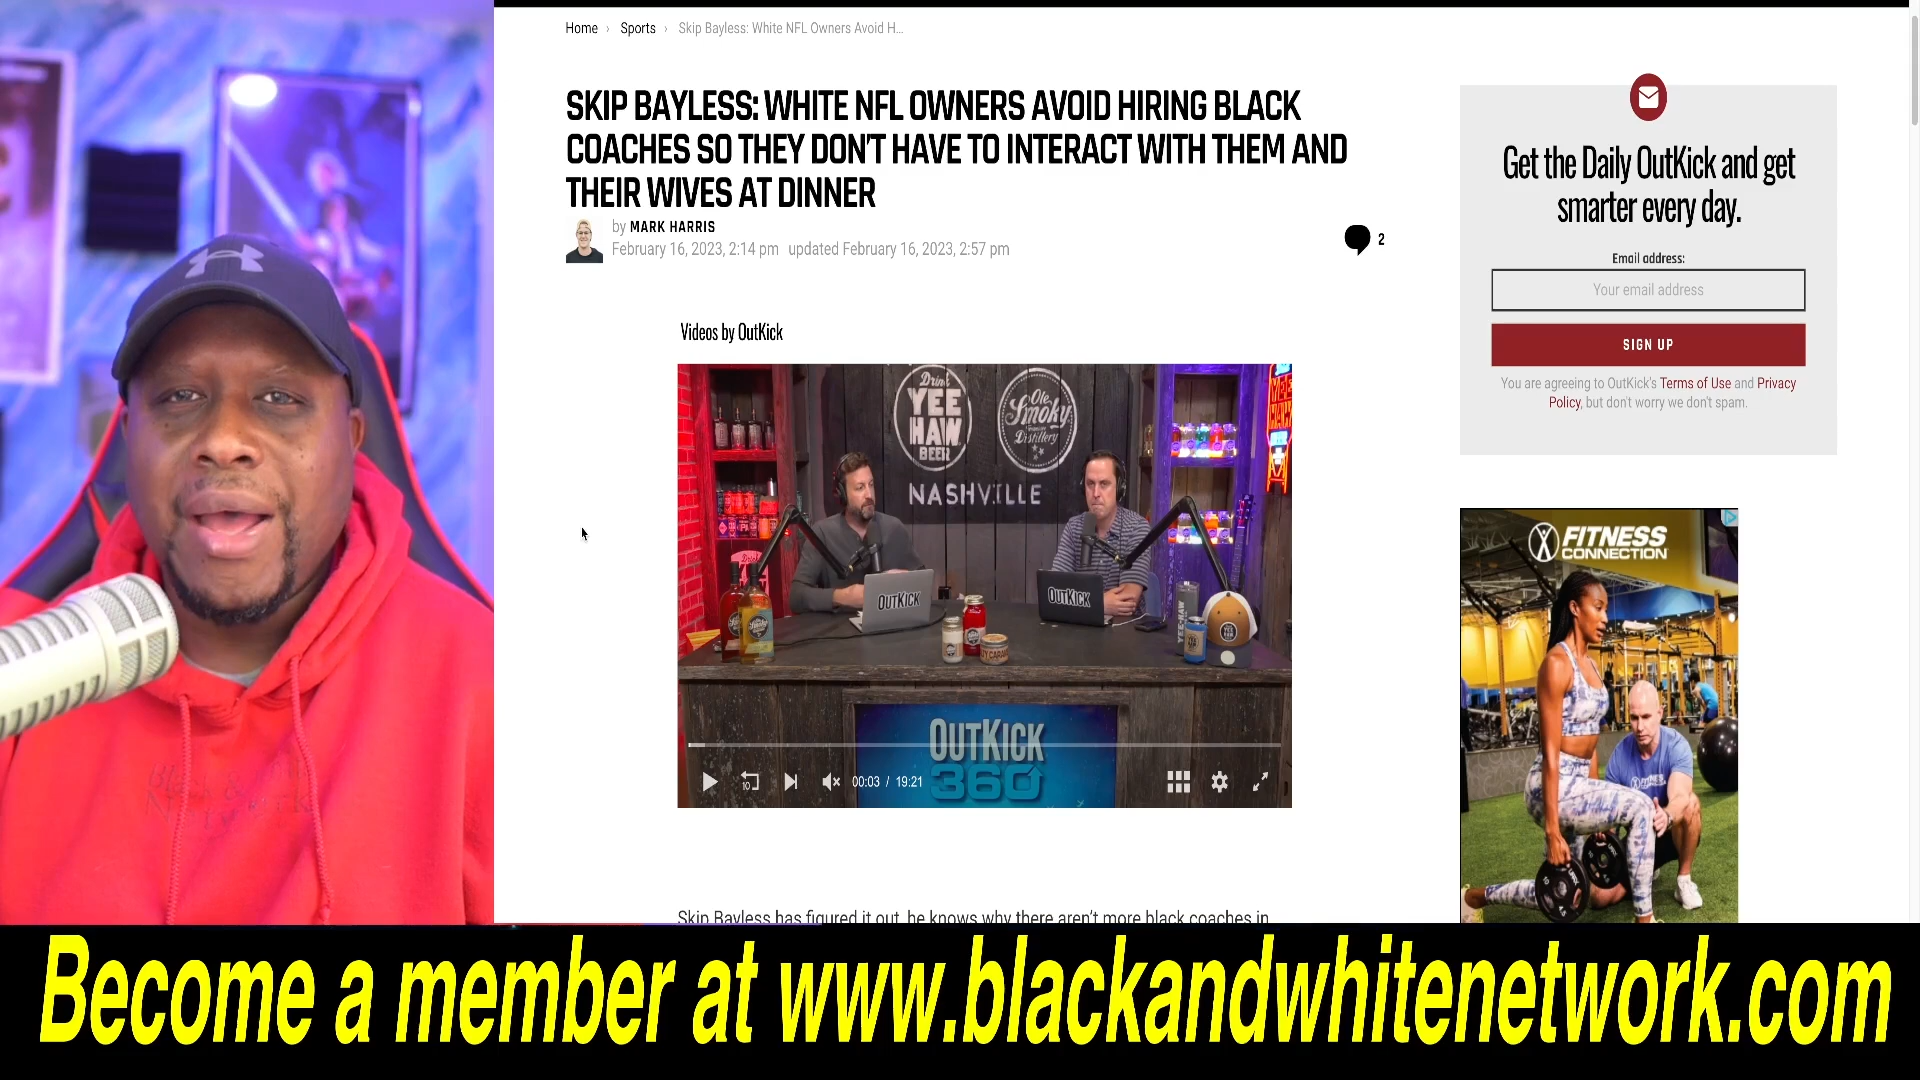 Home › Sports › Skip Bayless: White NFL Owners Avoid H...
SKIP BAYLESS: WHITE NFL OWNERS AVOID HIRING BLACK
COACHES SO THEY DON'T HAVE TO INTERACT WITH THEM AND
THEIR WIVES AT DINNER
by MARK HARRIS
February 16, 2023, 2:14 pm updated February 16, 2023, 2:57 pm
2
Videos by OutKick
Drink
YEE
HAW
BEER
Ole
Smoky
Distillery
NASHVILLE
OUTKICK
OUTKICK
YEE-HAW
OUTKICK
360
10
00:03 / 19:21
Skip Bayless has figured it out, he knows why there aren't more black coaches in
Get the Daily OutKick and get
smarter every day.
Email address:
Your email address
SIGN UP
You are agreeing to OutKick's Terms of Use and Privacy
Policy, but don't worry we don't spam.
FITNESS
CONNECTION
Become a member at www.blackandwhitenetwork.com